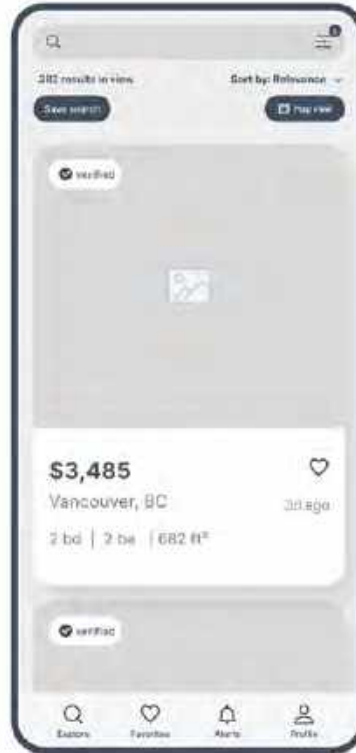 results in view Sort by: Relevance
Save search Map view
verified
$3,485
Vancouver, BC
2d ago
2 bd | 2 ba | 682 ft²
verified
Explore Favorites Alerts Profile